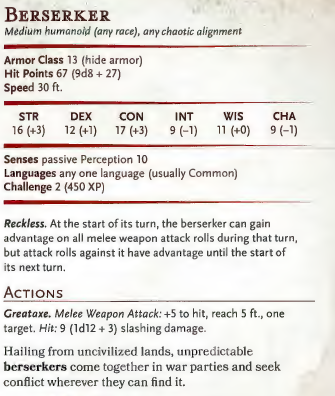 BERSERKER
Medium humanoid (any race), any chaotic alignment
Armor Class 13 (hide armor)
Hit Points 67 (9d8 + 27)
Speed 30 ft.
STR DEX CON INT WIS CHA
16 (+3) 12 (+1) 17 (+3) 9 (–1) 11 (+0) 9 (–1)
Senses passive Perception 10
Languages any one language (usually Common)
Challenge 2 (450 XP)
Reckless. At the start of its turn, the berserker can gain
advantage on all melee weapon attack rolls during that turn,
but attack rolls against it have advantage until the start of
its next turn.
ACTIONS
Greataxe. Melee Weapon Attack: +5 to hit, reach 5 ft., one
target. Hit: 9 (1d12 + 3) slashing damage.
Hailing from uncivilized lands, unpredictable
berserkers come together in war parties and seek
conflict wherever they can find it.